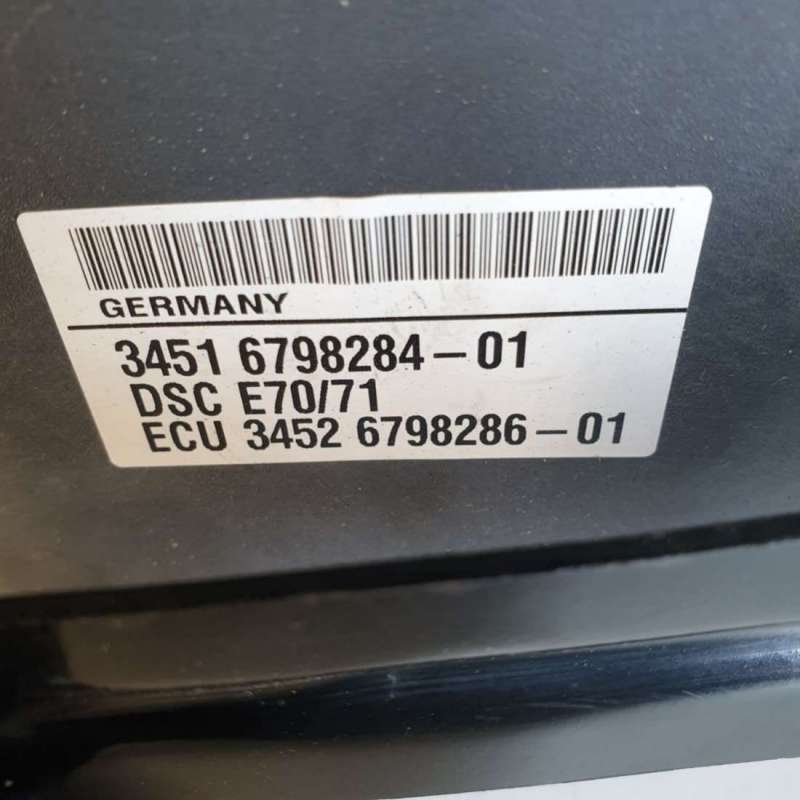 GERMANY
3451 6798284-01
DSC E70/71
ECU 3452 6798286-01